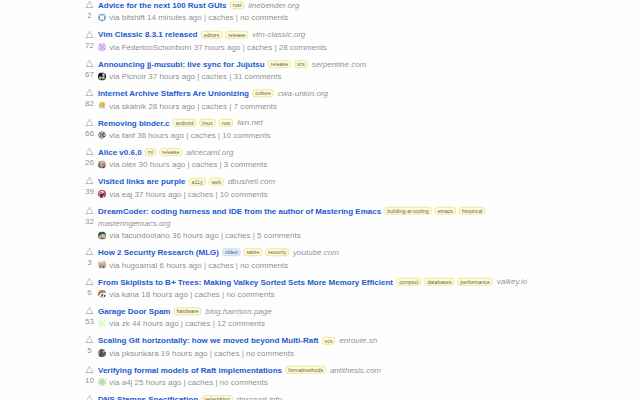 Advice for the next 100 Rust GUIs rust linebender.org
2 via bitshift 14 minutes ago | caches | no comments
Vim Classic 8.3.1 released editors release vim-classic.org
72 via FedericoSchonborn 37 hours ago | caches | 28 comments
Announcing jj-musubi: live sync for Jujutsu release vcs serpentine.com
67 via Picnoir 37 hours ago | caches | 31 comments
Internet Archive Staffers Are Unionizing culture cwa-union.org
82 via skalnik 28 hours ago | caches | 7 comments
Removing binder.c android linux rust lwn.net
66 via fanf 36 hours ago | caches | 10 comments
Alice v0.6.0 ml release alicecaml.org
26 via olex 30 hours ago | caches | 3 comments
Visited links are purple a11y web dbushell.com
39 via eaj 37 hours ago | caches | 10 comments
DreamCoder: coding harness and IDE from the author of Mastering Emacs emacs historical
32 masteringemacs.org
via facundoolano 36 hours ago | caches | 5 comments
How 2 Security Research (MLG) video satire security youtube.com
3 via hugoarnal 6 hours ago | caches | no comments
From Skiplists to B+ Trees: Making Valkey Sorted Sets More Memory Efficient compsci databases performance valkey.io
6 via kana 18 hours ago | caches | no comments
Garage Door Spam hardware blog.harrison.page
53 via zk 44 hours ago | caches | 12 comments
Scaling Git horizontally: how we moved beyond Multi-Raft vcs entrouie.sh
5 via pksunkara 19 hours ago | caches | no comments
Verifying formal models of Raft implementations formalmethods antithesis.com
10 via a4j 25 hours ago | caches | no comments
DNS Stamps Specification networking dnscrypt.info